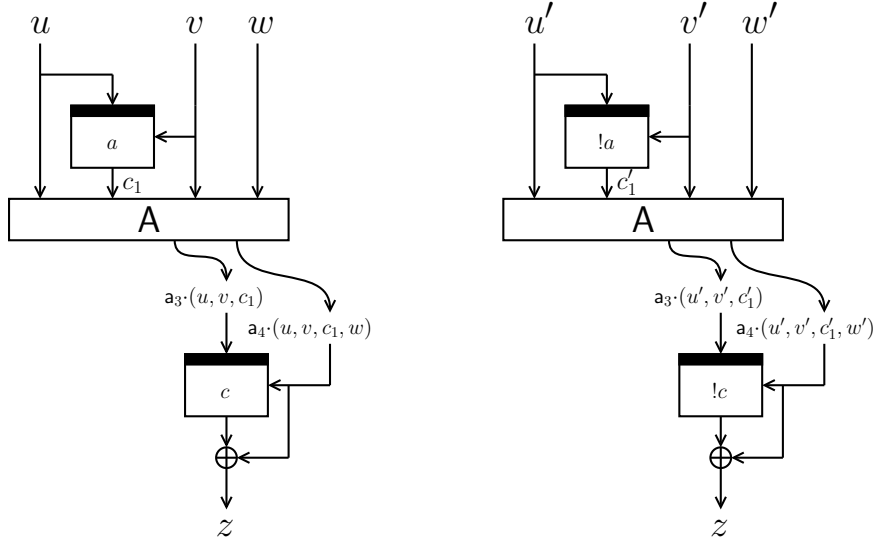 u v w u′ v′ w′
a !a
c₁ c′₁
A A
a₃·(u, v, c₁) a₃·(u′, v′, c′₁)
a₄·(u, v, c₁, w) a₄·(u′, v′, c′₁, w′)
c !c
z z